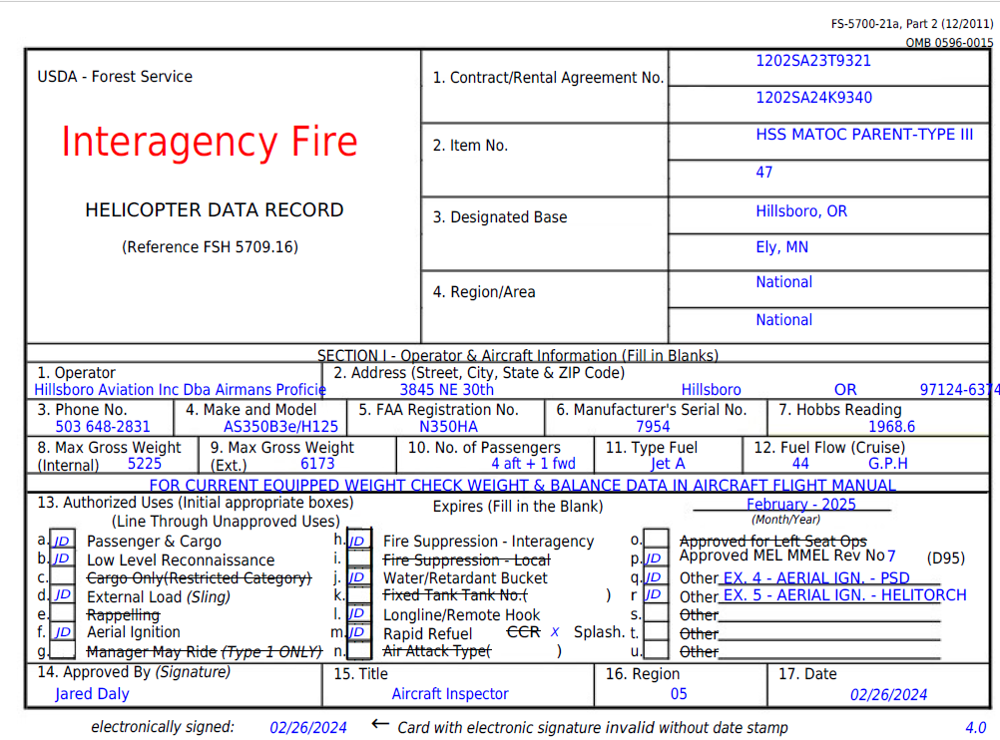 FS-5700-21a, Part 2 (12/2011)
OMB 0596-0015
USDA - Forest Service
Interagency Fire
HELICOPTER DATA RECORD
(Reference FSH 5709.16)
1. Contract/Rental Agreement No.
1202SA23T9321
1202SA24K9340
2. Item No.
HSS MATOC PARENT-TYPE III
47
3. Designated Base
Hillsboro, OR
Ely, MN
4. Region/Area
National
National
SECTION I - Operator & Aircraft Information (Fill in Blanks)
1. Operator
Hillsboro Aviation Inc Dba Airmans Proficie
2. Address (Street, City, State & ZIP Code)
3845 NE 30th Hillsboro OR 97124-6374
3. Phone No.
503 648-2831
4. Make and Model
AS350B3e/H125
5. FAA Registration No.
N350HA
6. Manufacturer's Serial No.
7954
7. Hobbs Reading
1968.6
8. Max Gross Weight
(Internal) 5225
9. Max Gross Weight
(Ext.) 6173
10. No. of Passengers
4 aft + 1 fwd
11. Type Fuel
Jet A
12. Fuel Flow (Cruise)
44 G.P.H
FOR CURRENT EQUIPPED WEIGHT CHECK WEIGHT & BALANCE DATA IN AIRCRAFT FLIGHT MANUAL
13. Authorized Uses (Initial appropriate boxes)
(Line Through Unapproved Uses)
Expires (Fill in the Blank)
February - 2025
(Month/Year)
a. JD Passenger & Cargo
b. JD Low Level Reconnaissance
c. Cargo Only(Restricted Category)
d. JD External Load (Sling)
e. Rappelling
f. JD Aerial Ignition
g. Manager May Ride (Type 1 ONLY)
h. JD Fire Suppression - Interagency
i. Fire Suppression - Local
j. JD Water/Retardant Bucket
k. Fixed Tank Tank No.( )
l. JD Longline/Remote Hook
m. JD Rapid Refuel CCR X Splash.
n. Air Attack Type( )
o. Approved for Left Seat Ops
p. JD Approved MEL MMEL Rev No 7 (D95)
q. JD Other EX. 4 - AERIAL IGN. - PSD
r JD Other EX. 5 - AERIAL IGN. - HELITORCH
s. Other
t. Other
u. Other
14. Approved By (Signature)
Jared Daly
15. Title
Aircraft Inspector
16. Region
05
17. Date
02/26/2024
electronically signed: 02/26/2024 ← Card with electronic signature invalid without date stamp 4.0